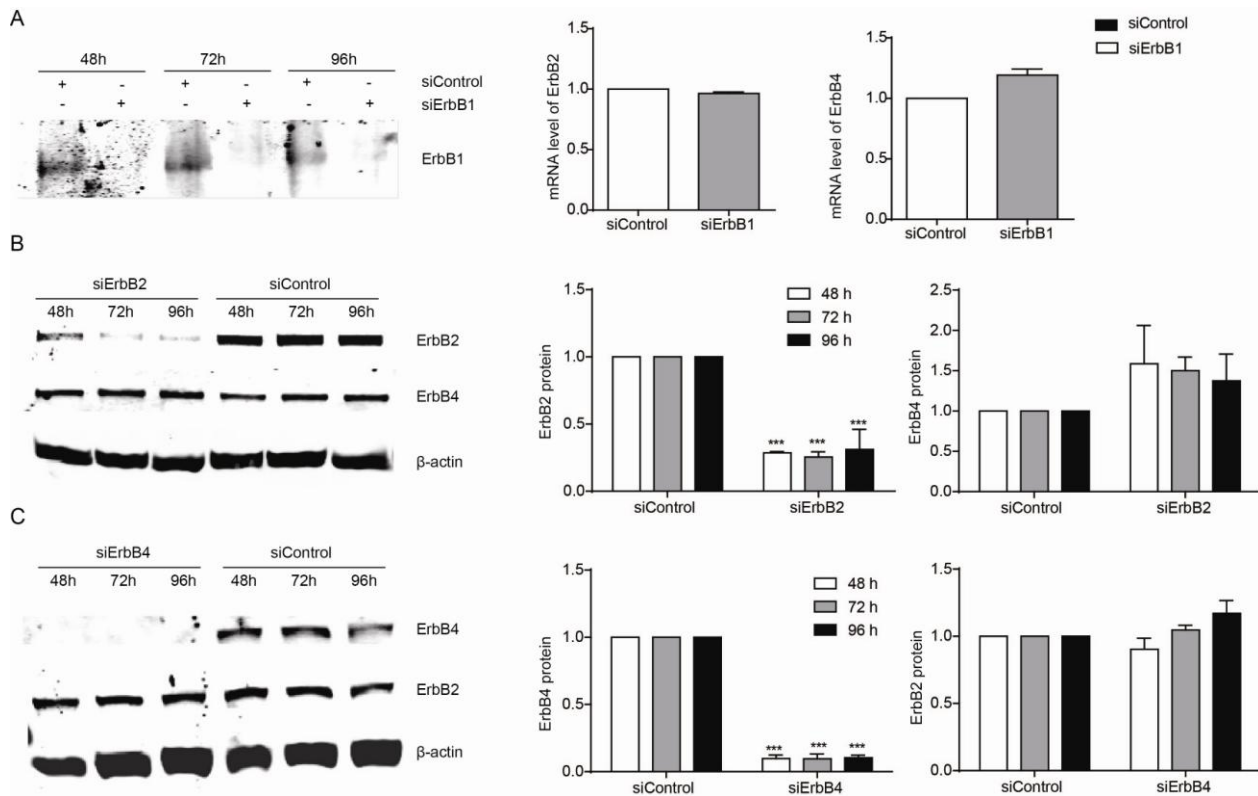 A
48h 72h 96h
+ - + - + - siControl
- + - + - + siErbB1
ErbB1
mRNA level of ErbB2
1.5
1.0
0.5
0.0
siControl siErbB1
mRNA level of ErbB4
1.5
1.0
0.5
0.0
siControl siErbB1
siControl
siErbB1
B
siErbB2 siControl
48h 72h 96h 48h 72h 96h
ErbB2
ErbB4
β-actin
ErbB2 protein
1.5
1.0
0.5
0.0
48 h
72 h
96 h
*** *** ***
siControl siErbB2
ErbB4 protein
2.5
2.0
1.5
1.0
0.5
0.0
siControl siErbB2
C
siErbB4 siControl
48h 72h 96h 48h 72h 96h
ErbB4
ErbB2
β-actin
ErbB4 protein
1.5
1.0
0.5
0.0
48 h
72 h
96 h
*** *** ***
siControl siErbB4
ErbB2 protein
1.5
1.0
0.5
0.0
siControl siErbB4